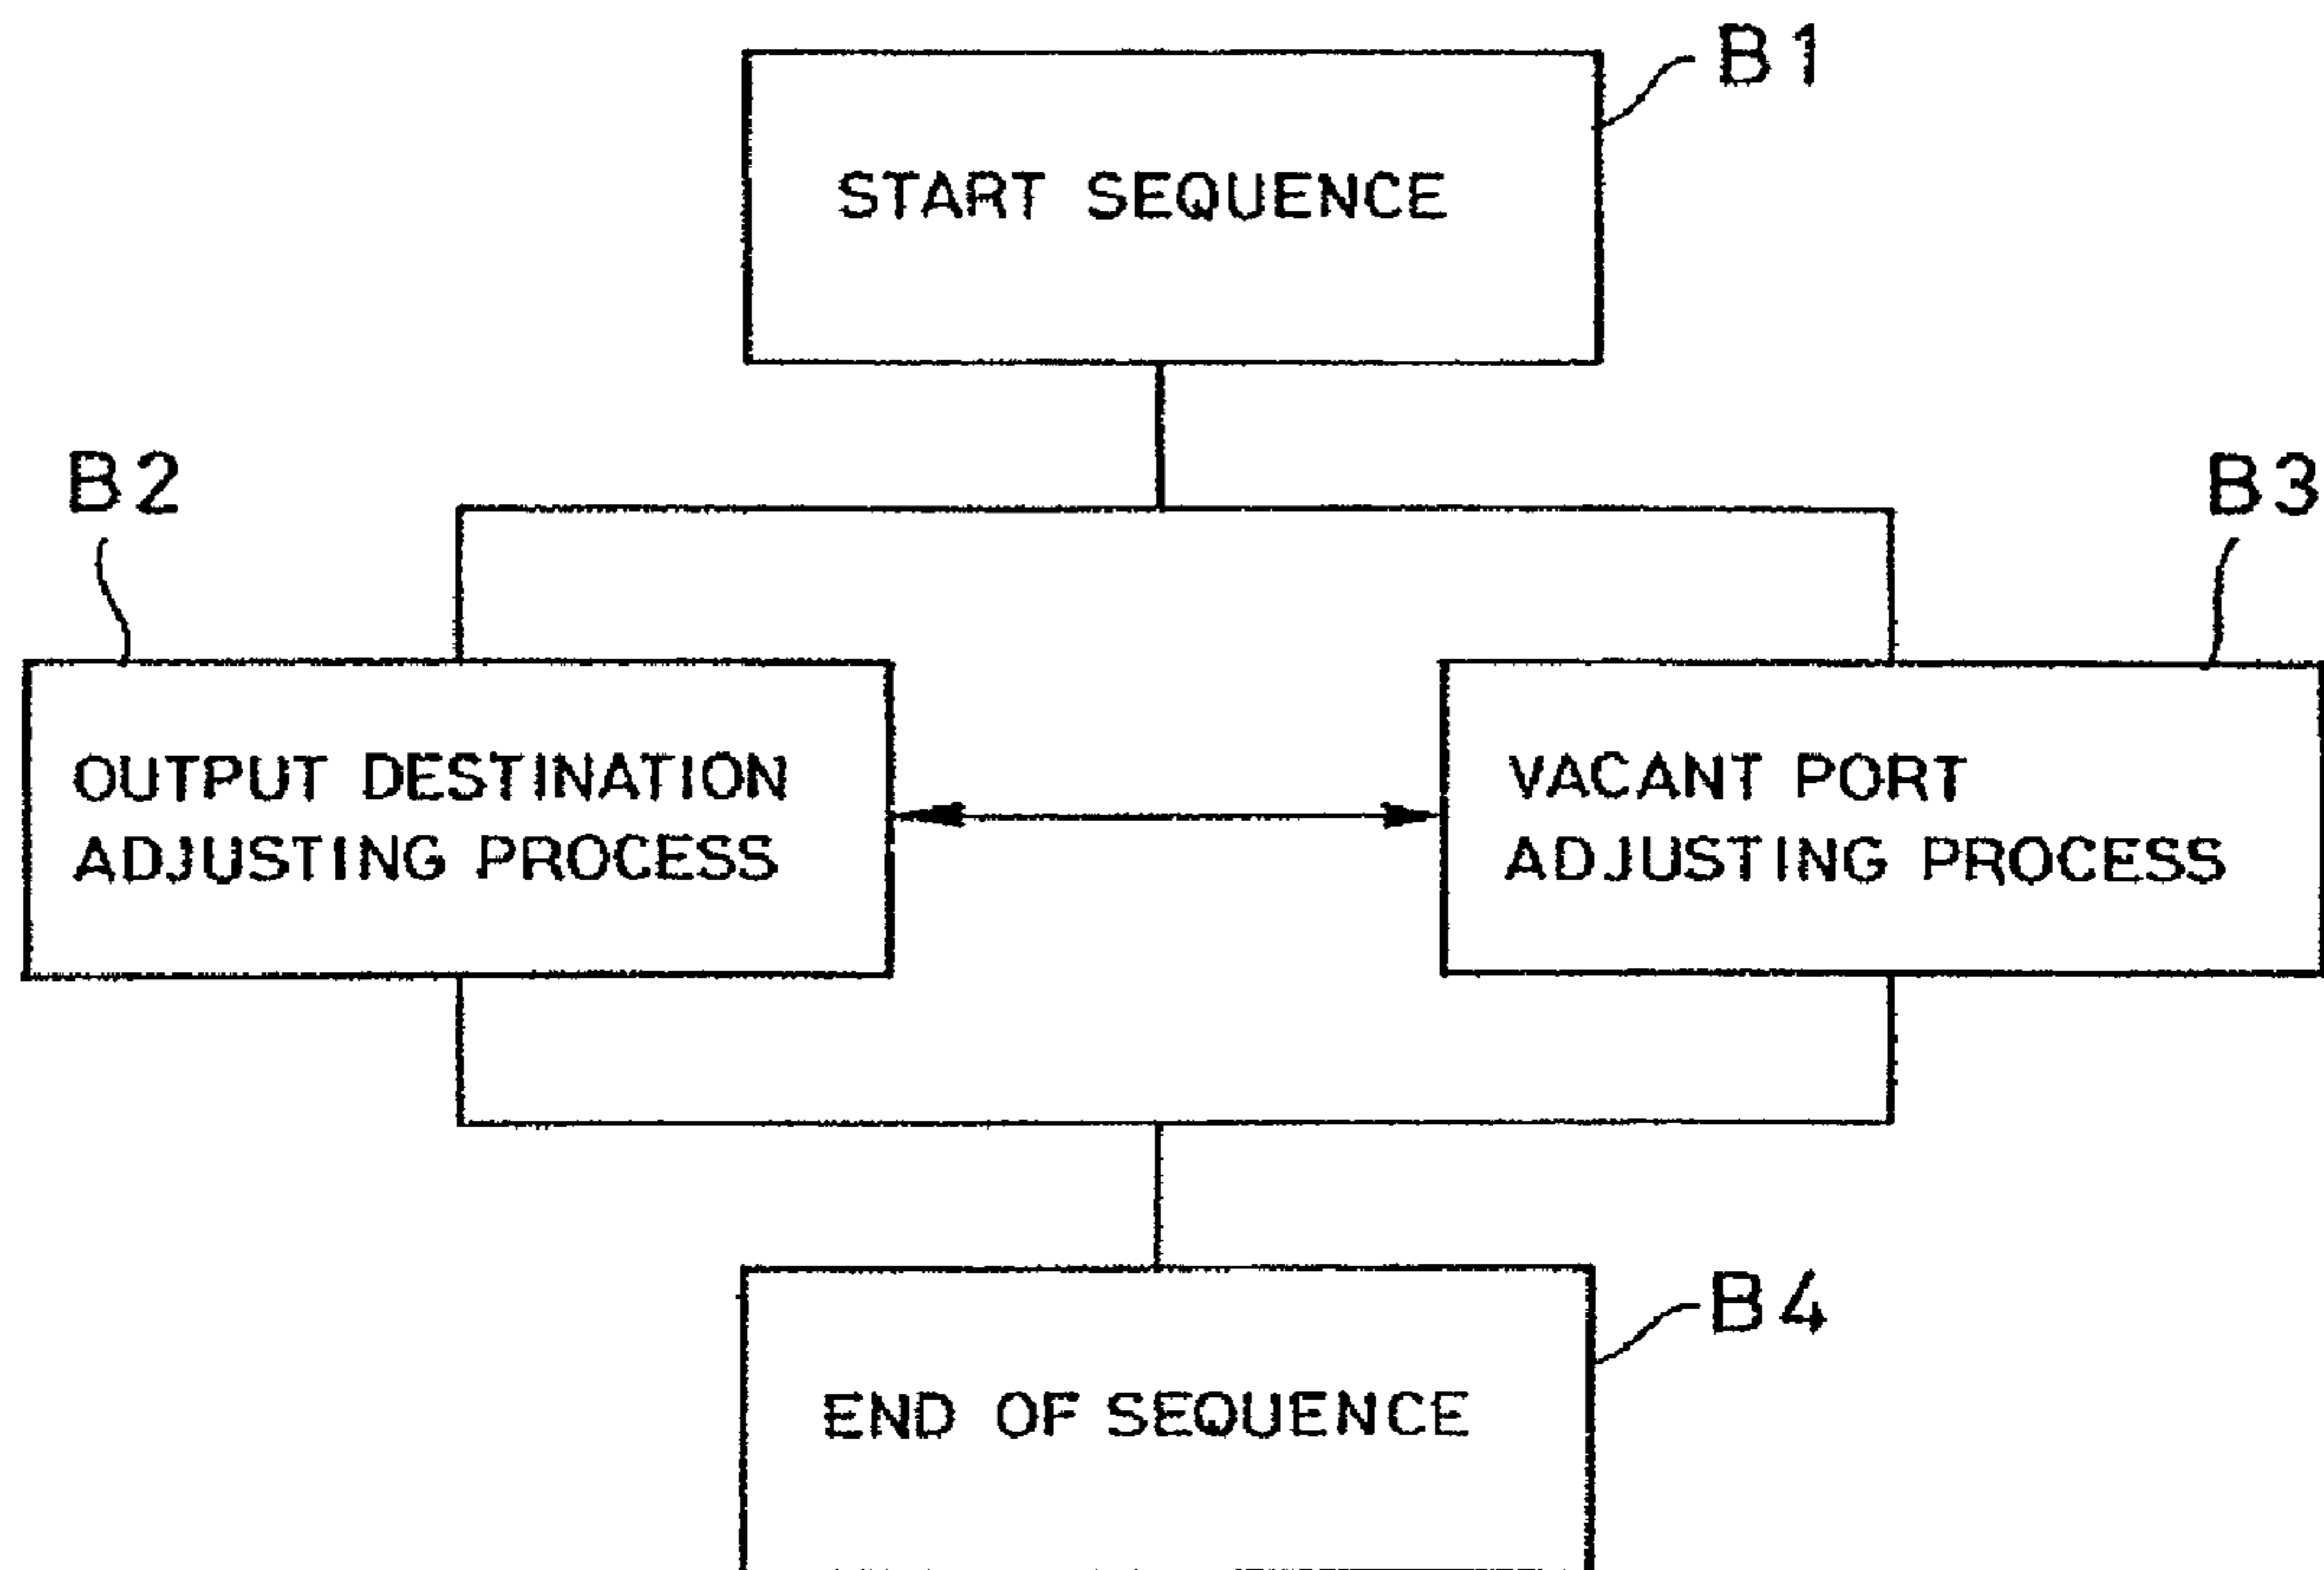 B1
START SEQUENCE
B2
B3
OUTPUT DESTINATION
ADJUSTING PROCESS
VACANT PORT
ADJUSTING PROCESS
B4
END OF SEQUENCE